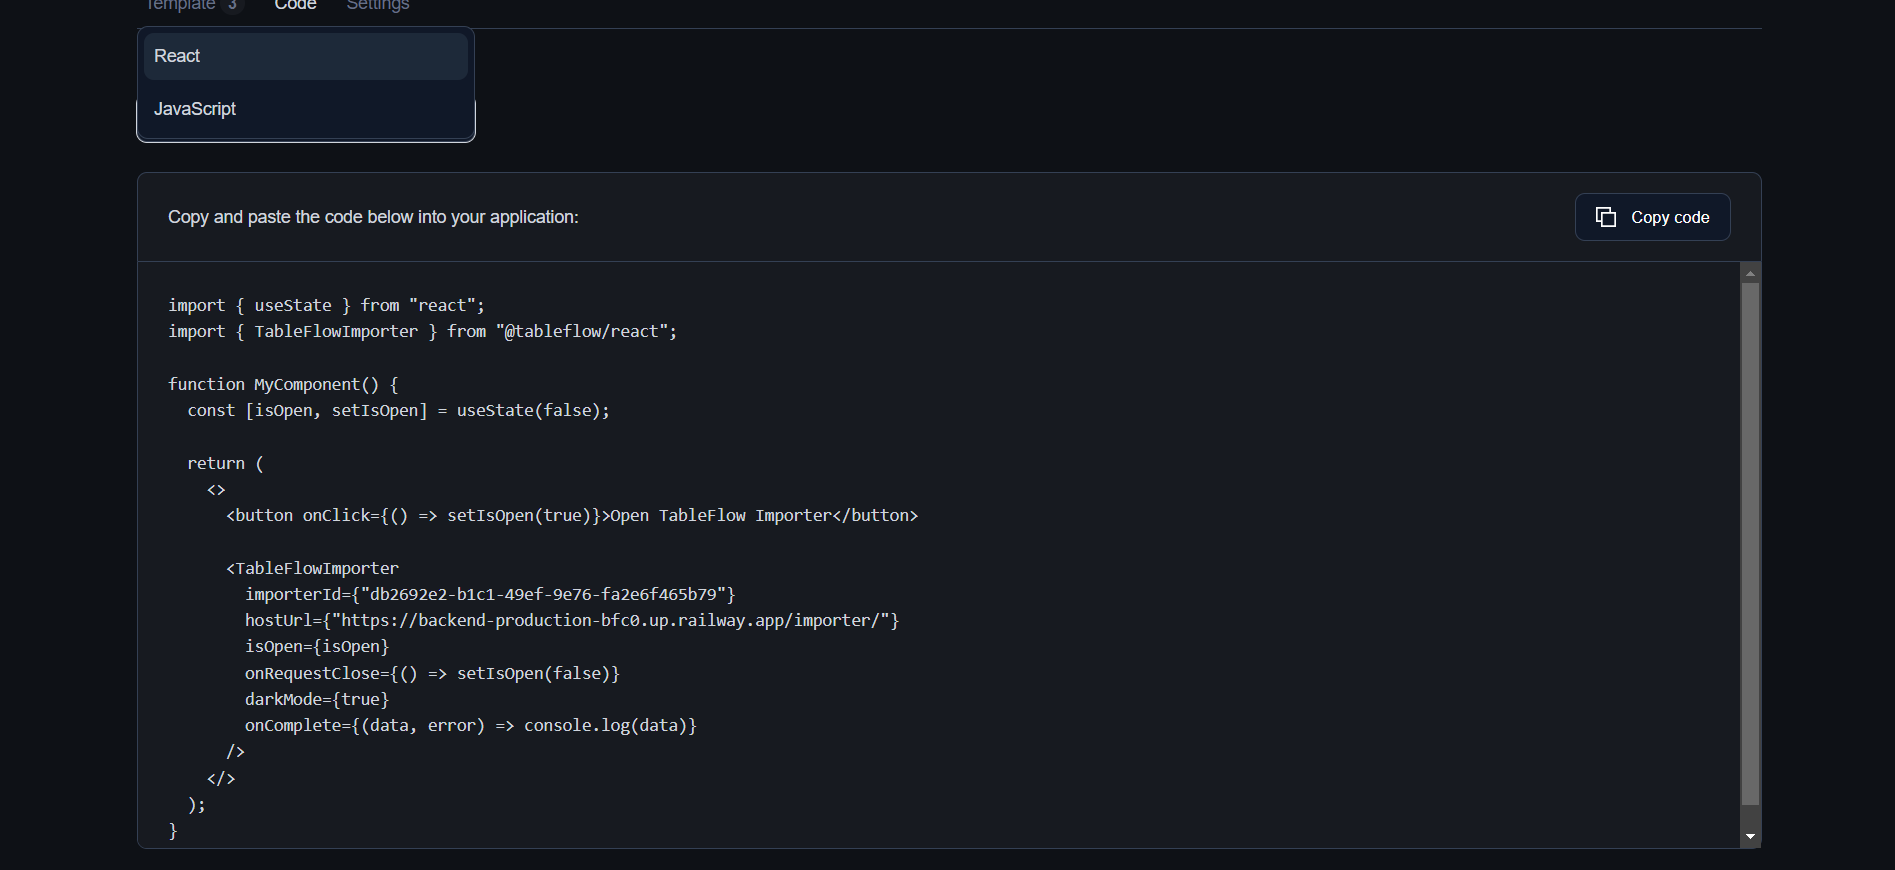 Template 3 Code Settings
React
JavaScript
Copy and paste the code below into your application:
Copy code
import { useState } from "react";
import { TableFlowImporter } from "@tableflow/react";
function MyComponent() {
const [isOpen, setIsOpen] = useState(false);
return (
<>
<button onClick={() => setIsOpen(true)}>Open TableFlow Importer</button>
<TableFlowImporter
importerId={"db2692e2-b1c1-49ef-9e76-fa2e6f465b79"}
hostUrl={"https://backend-production-bfc0.up.railway.app/importer/"}
isOpen={isOpen}
onRequestClose={() => setIsOpen(false)}
darkMode={true}
onComplete={(data, error) => console.log(data)}
/>
</>
);
}